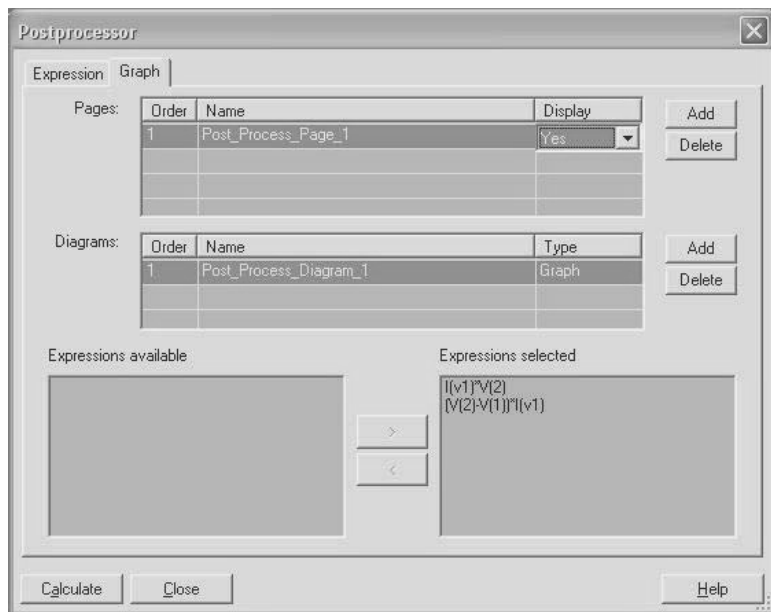 Postprocessor
Expression Graph
Pages:
Order Name Display
1 Post_Process_Page_1 Yes
Add
Delete
Diagrams:
Order Name Type
1 Post_Process_Diagram_1 Graph
Add
Delete
Expressions available
Expressions selected
I(v1)*V(2)
(V(2)-V(1))*I(v1)
>
<
Calculate Close Help